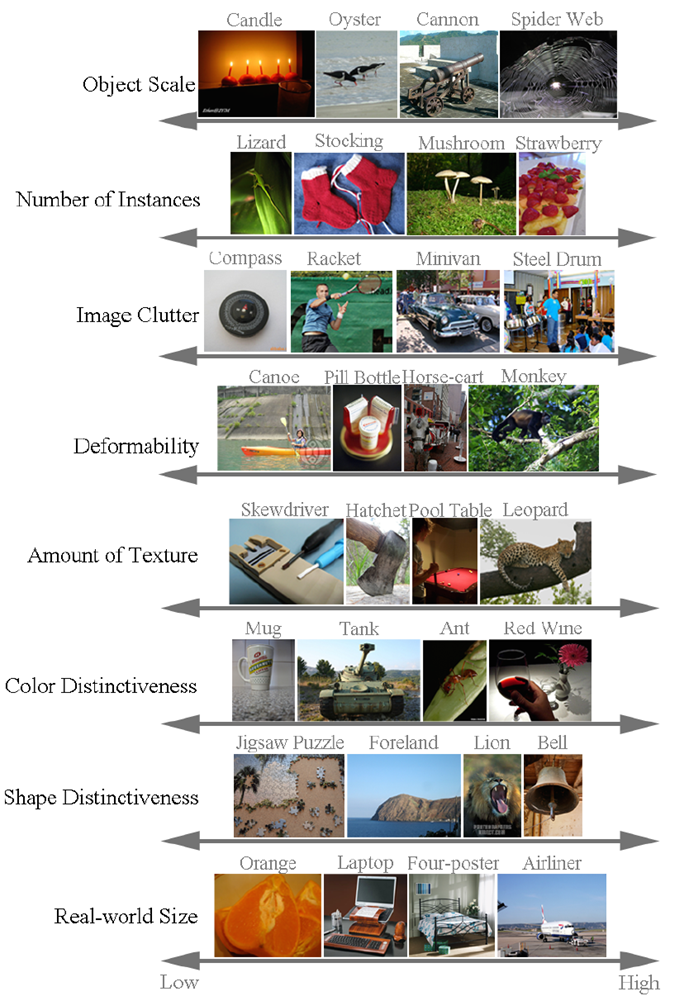 Candle Oyster Cannon Spider Web
Object Scale
Lizard Stocking Mushroom Strawberry
Number of Instances
Compass Racket Minivan Steel Drum
Image Clutter
Canoe Pill Bottle Horse-cart Monkey
Deformability
Skewdriver Hatchet Pool Table Leopard
Amount of Texture
Mug Tank Ant Red Wine
Color Distinctiveness
Jigsaw Puzzle Foreland Lion Bell
Shape Distinctiveness
Orange Laptop Four-poster Airliner
Real-world Size
Low High